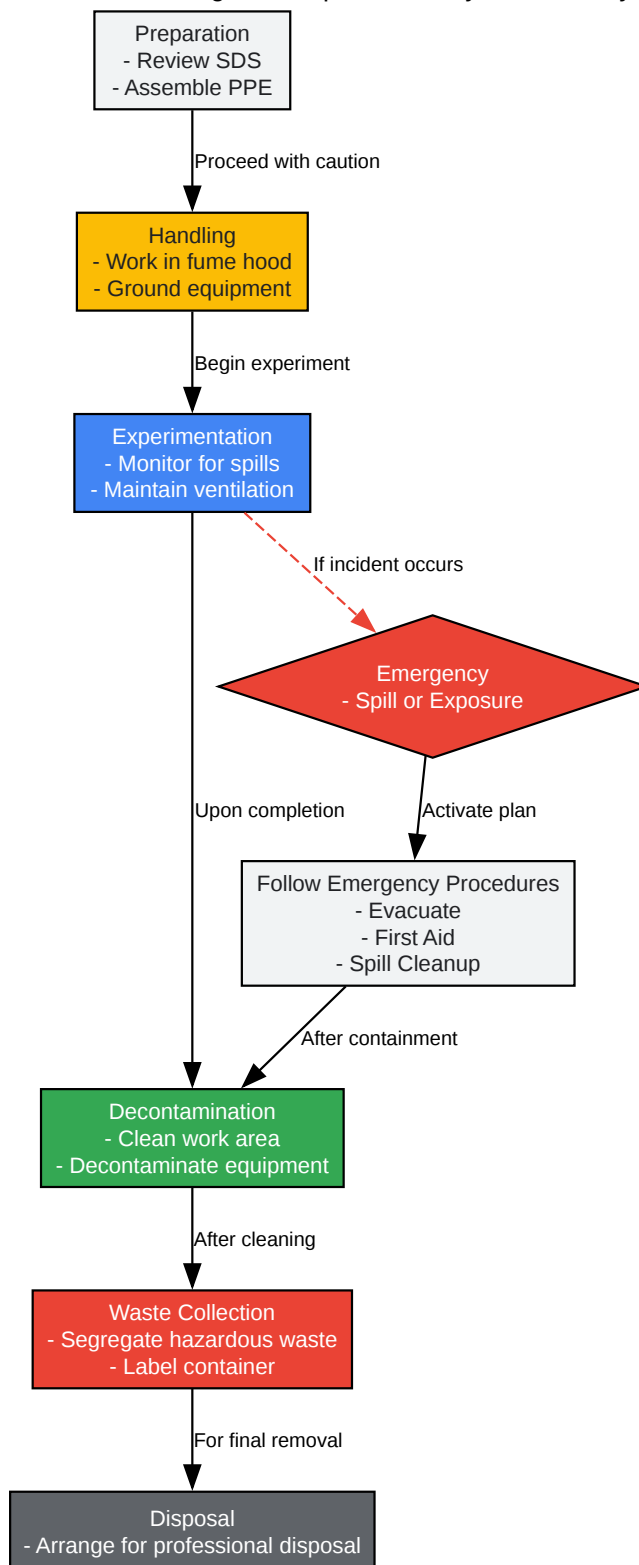 Preparation
- Review SDS
- Assemble PPE
Proceed with caution
Handling
- Work in fume hood
- Ground equipment
Begin experiment
Experimentation
- Monitor for spills
- Maintain ventilation
If incident occurs
Emergency
- Spill or Exposure
Upon completion
Activate plan
Follow Emergency Procedures
- Evacuate
- First Aid
- Spill Cleanup
After containment
Decontamination
- Clean work area
- Decontaminate equipment
After cleaning
Waste Collection
- Segregate hazardous waste
- Label container
For final removal
Disposal
- Arrange for professional disposal